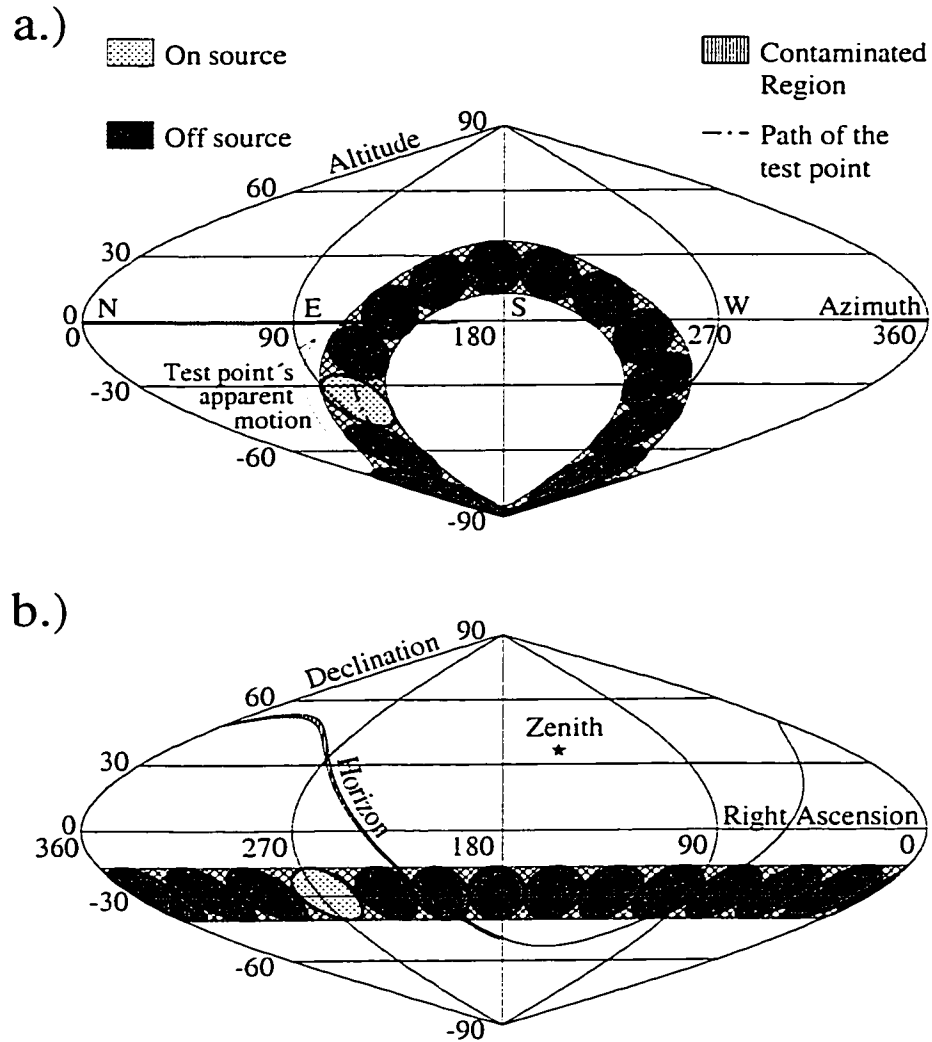 a.)
On source
Off source
Contaminated
Region
Path of the
test point
90
Altitude
60
30
N
E
S
W
Azimuth
0
0
90
180
270
360
Test point´s
apparent
motion
-30
-60
-90
b.)
90
Declination
60
Zenith
30
Horizon
Right Ascension
0
360
270
180
90
0
-30
-60
-90